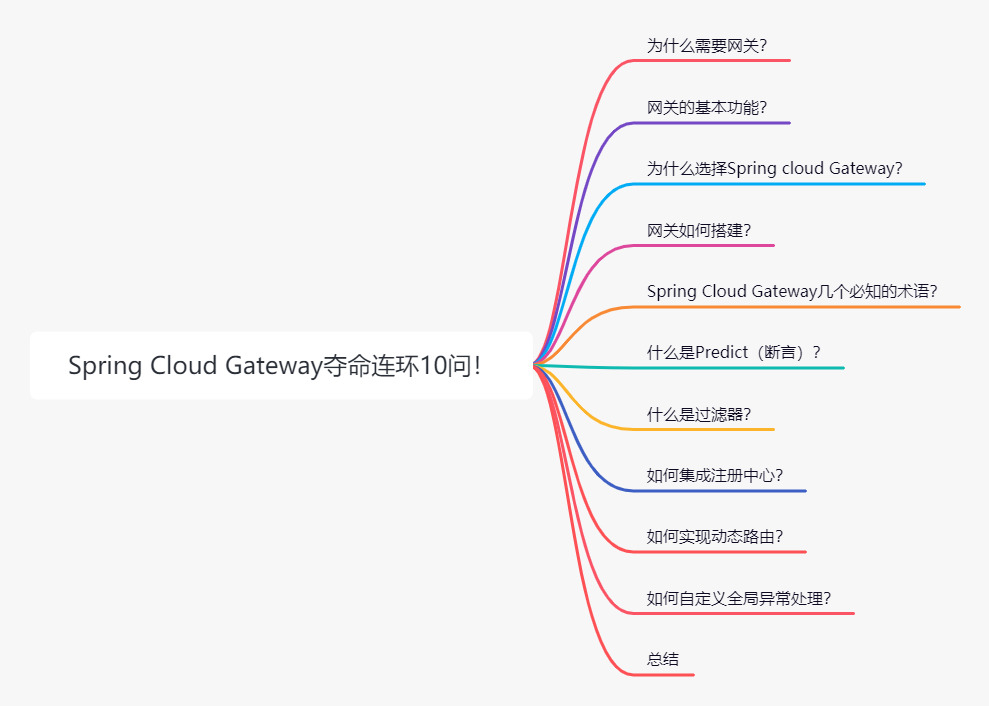 Spring Cloud Gateway夺命连环10问！
为什么需要网关？
网关的基本功能？
为什么选择Spring cloud Gateway？
网关如何搭建？
Spring Cloud Gateway几个必知的术语？
什么是Predict（断言）？
什么是过滤器？
如何集成注册中心？
如何实现动态路由？
如何自定义全局异常处理？
总结